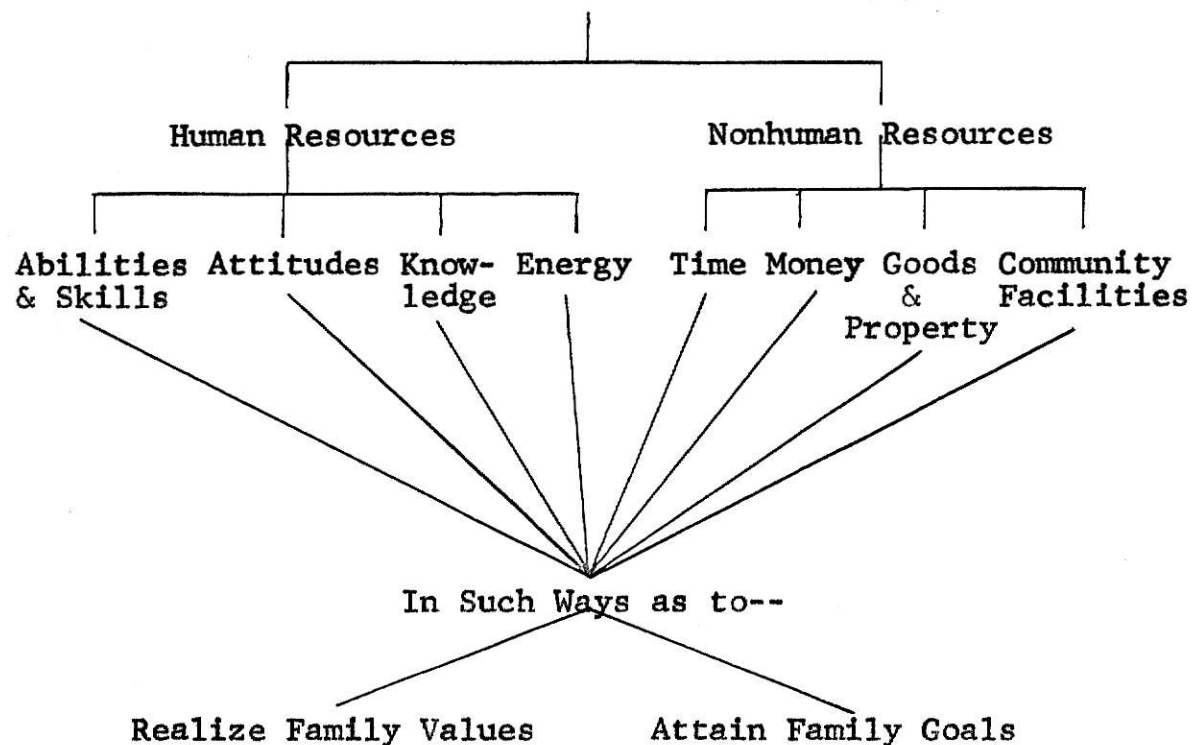 Human Resources Nonhuman Resources
Abilities Attitudes Know- Energy Time Money Goods Community
& Skills ledge & Facilities
Property
In Such Ways as to--
Realize Family Values Attain Family Goals